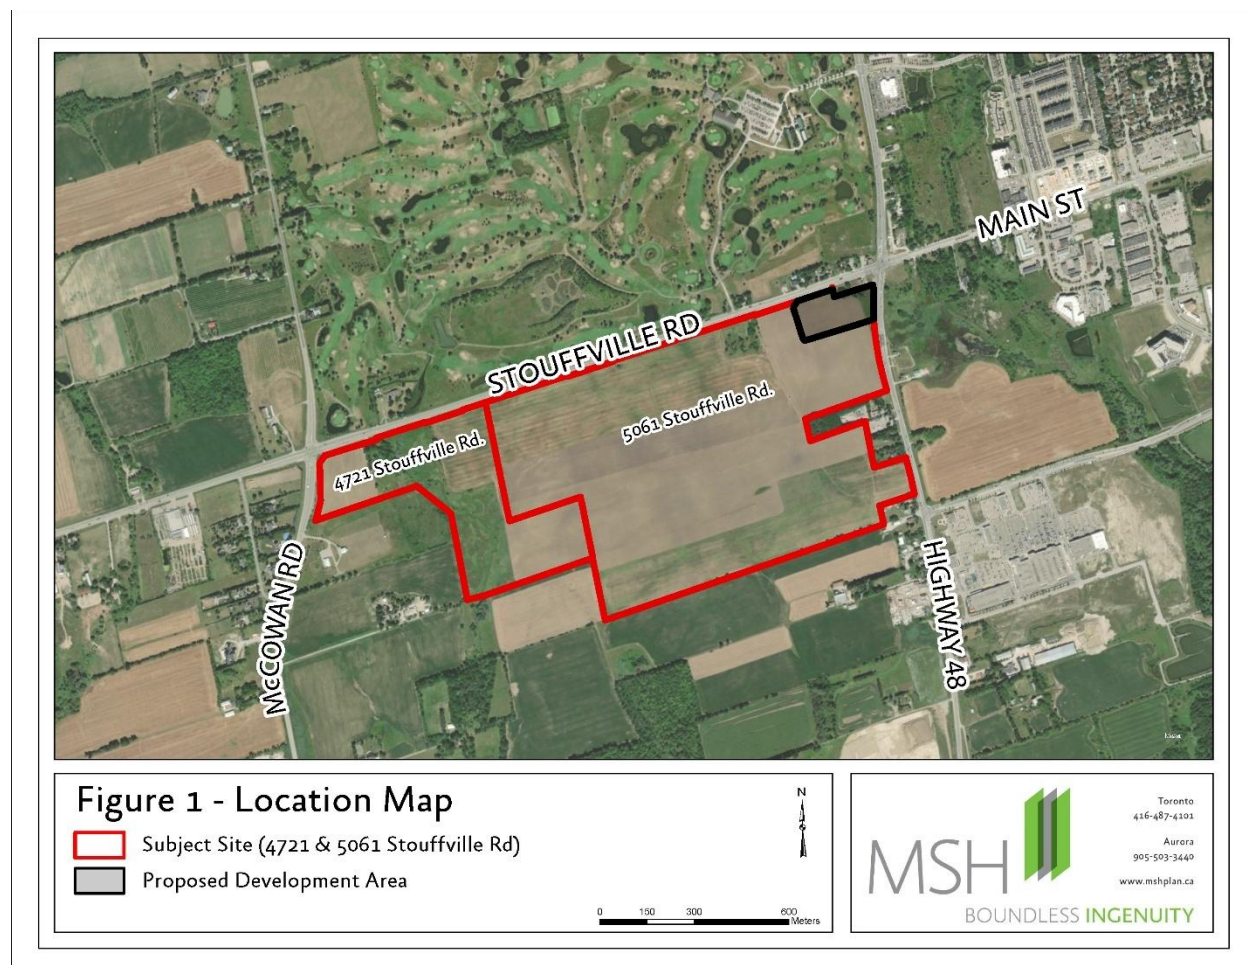 MAIN ST
STOUFFVILLE RD
5061 Stouffville Rd.
4721 Stouffville Rd.
McCOWAN RD
HIGHWAY 48
Figure 1 - Location Map
Subject Site (4721 & 5061 Stouffville Rd)
Proposed Development Area
N
0 150 300 600
Meters
MSH
BOUNDLESS INGENUITY
Toronto
416-487-4101
Aurora
905-503-3440
www.mshplan.ca